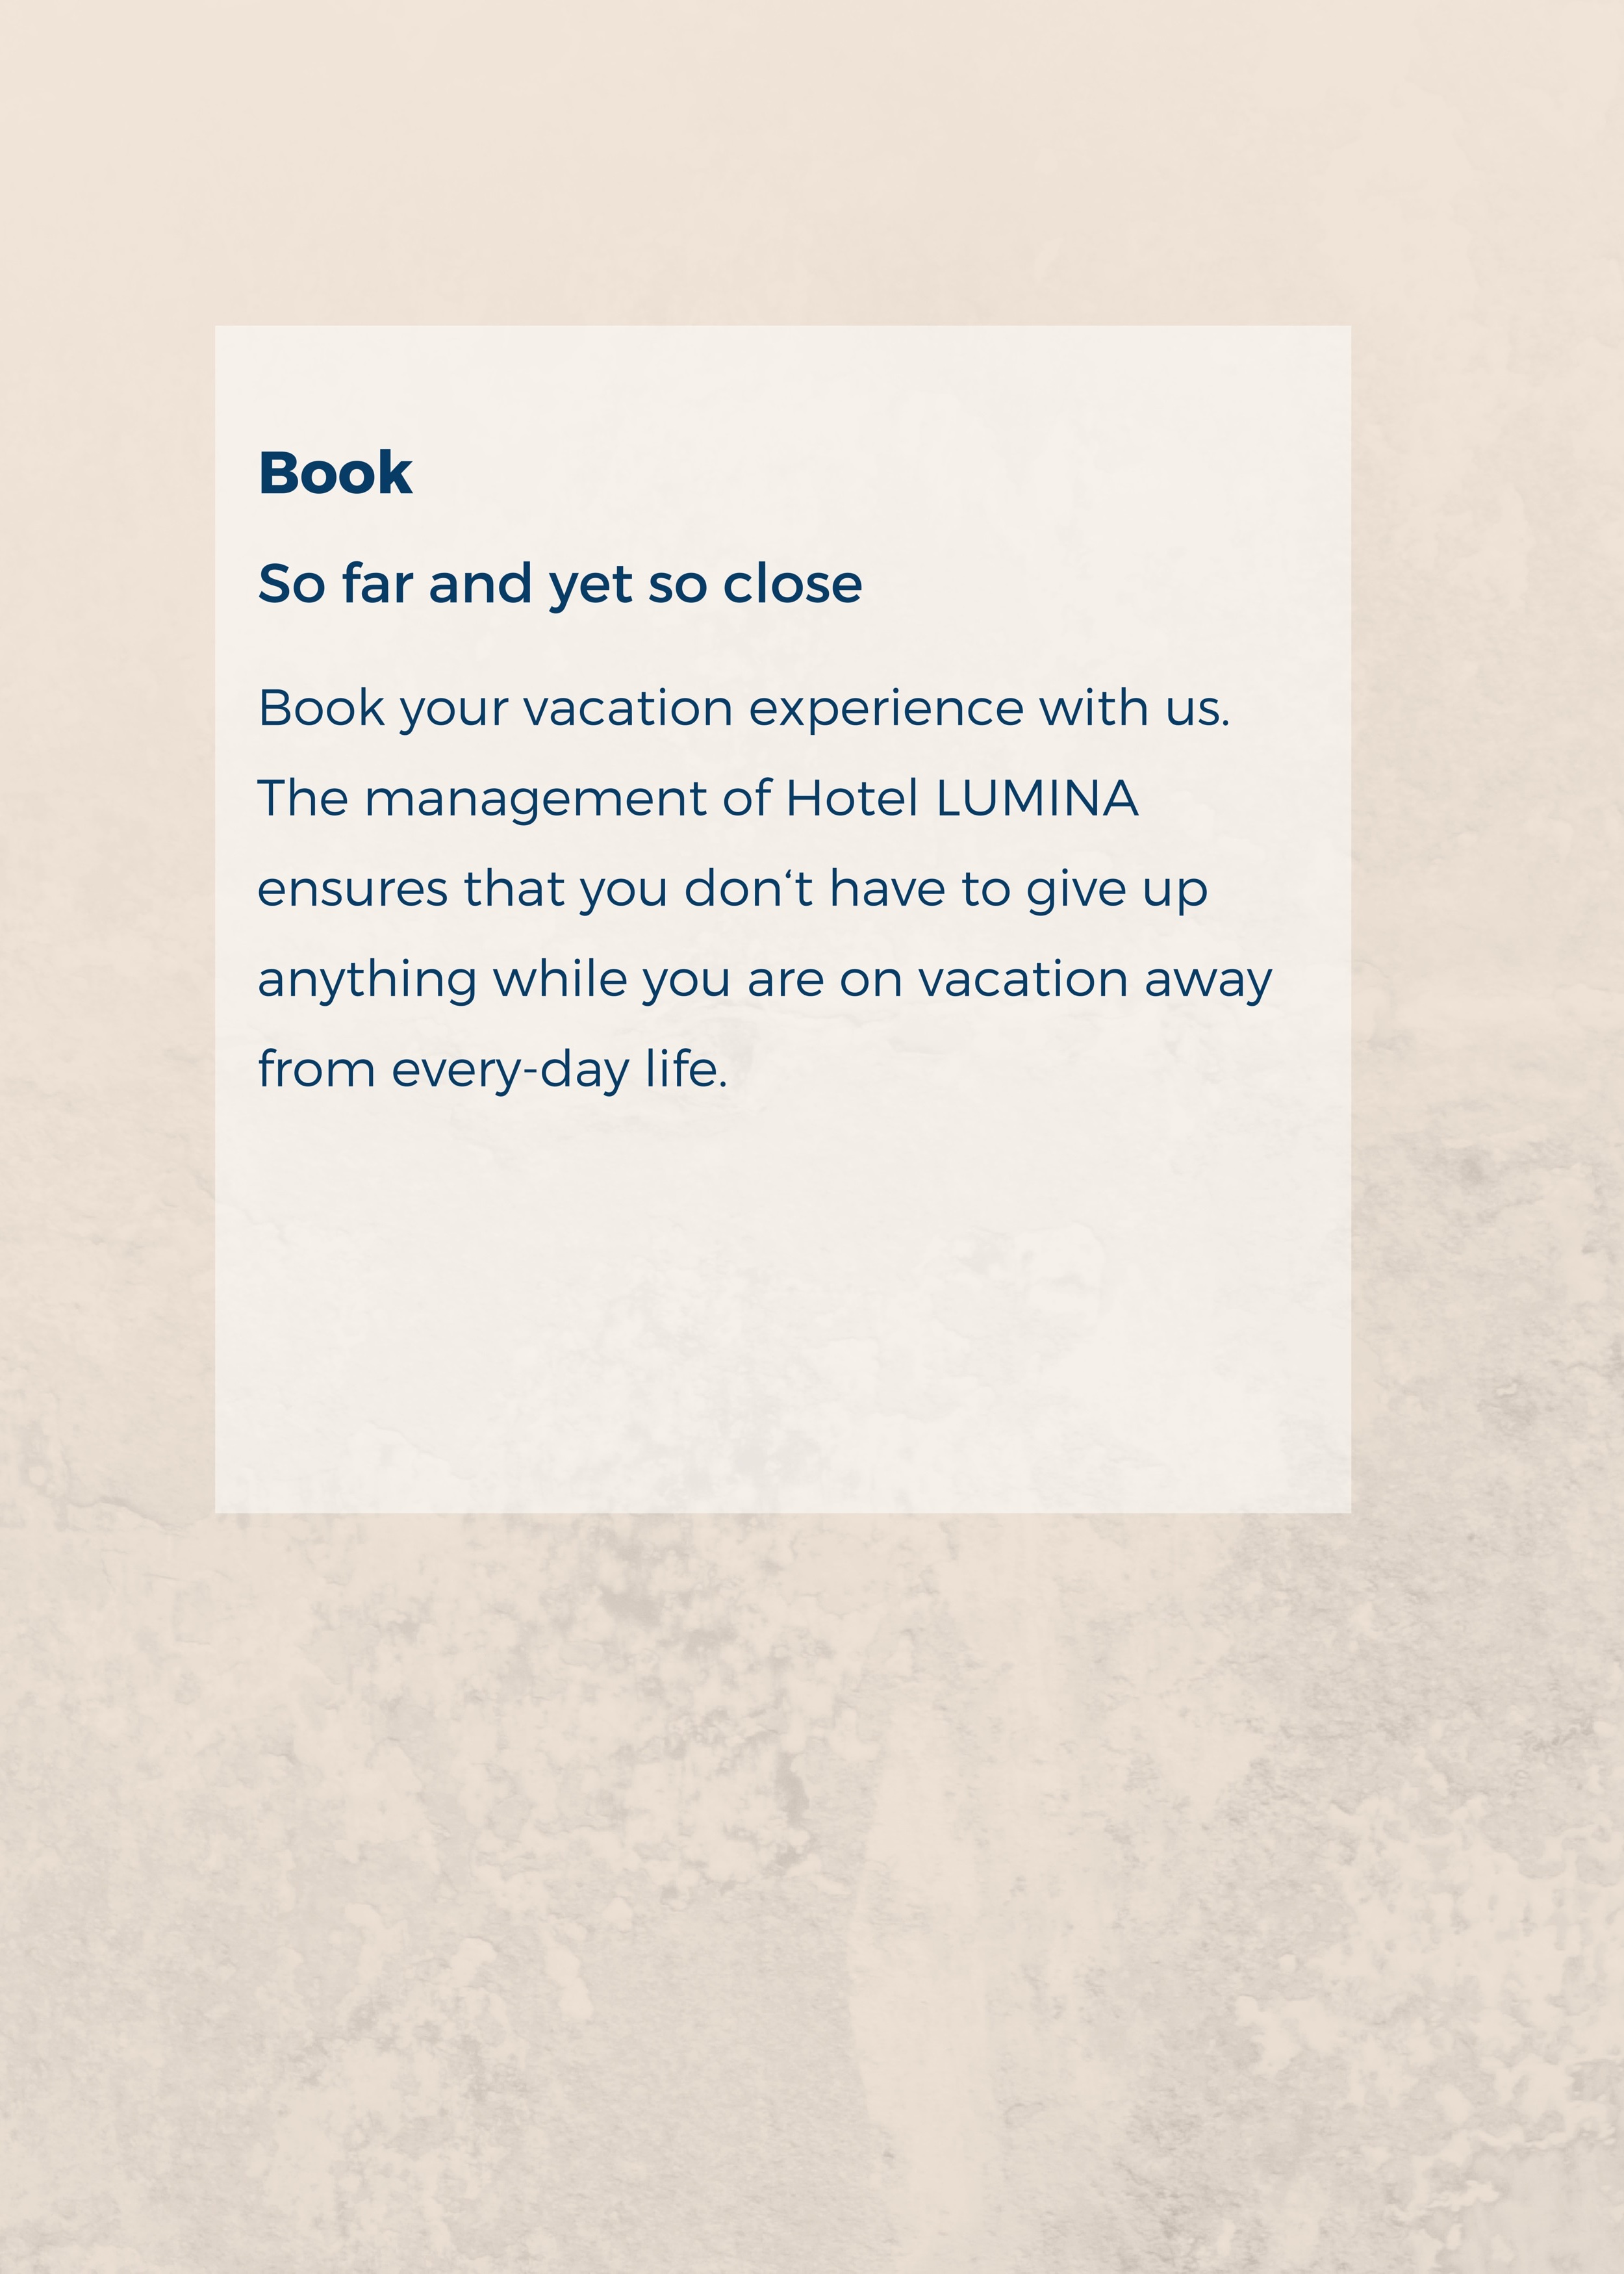 Book
So far and yet so close
Book your vacation experience with us.
The management of Hotel LUMINA
ensures that you don‘t have to give up
anything while you are on vacation away
from every-day life.